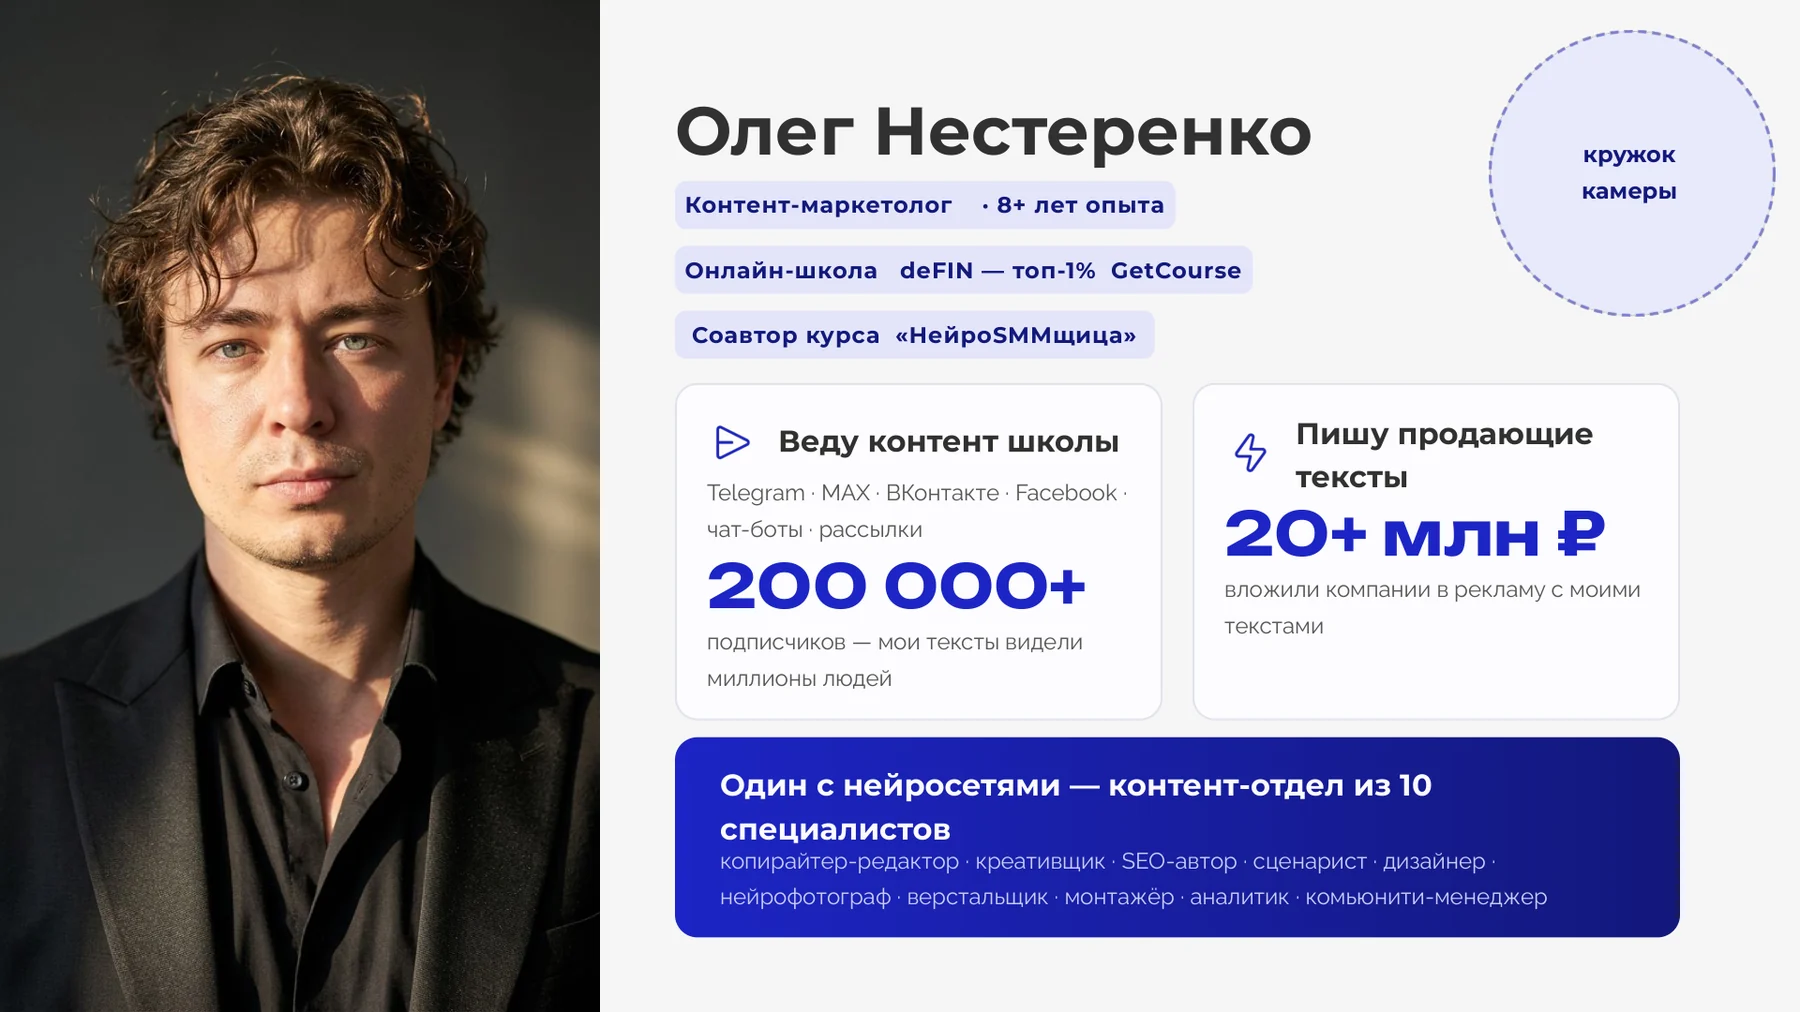 Олег Нестеренко
кружок
камеры
Контент-маркетолог · 8+ лет опыта
Онлайн-школа deFIN — топ-1% GetCourse
Соавтор курса «НейроSMMщица»
Веду контент школы
Telegram · MAX · ВКонтакте · Facebook ·
чат-боты · рассылки
200 000+
подписчиков — мои тексты видели
миллионы людей
Пишу продающие
тексты
20+ млн ₽
вложили компании в рекламу с моими
текстами
Один с нейросетями — контент-отдел из 10
специалистов
копирайтер-редактор · креативщик · SEO-автор · сценарист · дизайнер ·
нейрофотограф · верстальщик · монтажёр · аналитик · комьюнити-менеджер